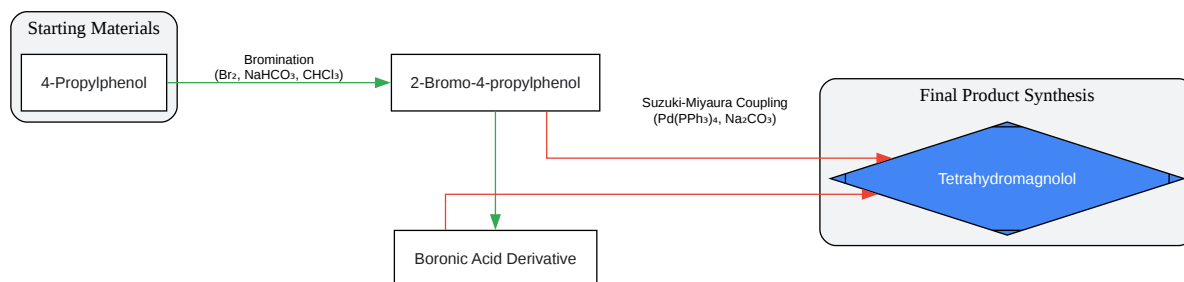 Starting Materials
4-Propylphenol
Bromination
(Br₂, NaHCO₃, CHCl₃)
2-Bromo-4-propylphenol
Suzuki-Miyaura Coupling
(Pd(PPh₃)₄, Na₂CO₃)
Final Product Synthesis
Tetrahydromagnolol
Boronic Acid Derivative